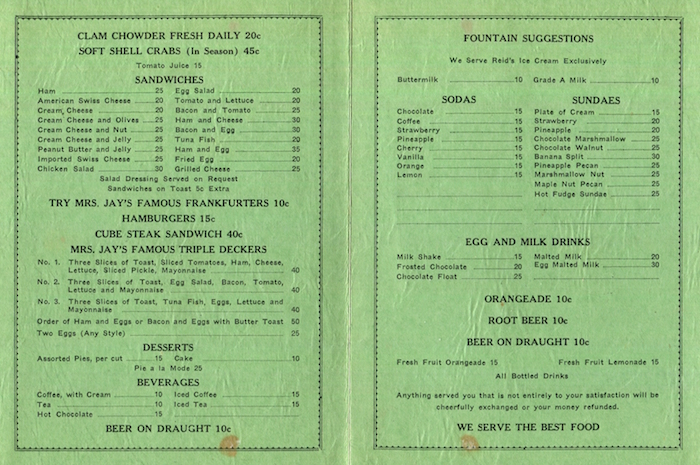 CLAM CHOWDER FRESH DAILY 20c
SOFT SHELL CRABS (In Season) 45c
Tomato Juice 15
SANDWICHES
Ham 25
American Swiss Cheese 20
Cream Cheese 20
Cream Cheese and Olives 25
Cream Cheese and Nut 25
Cream Cheese and Jelly 25
Peanut Butter and Jelly 25
Imported Swiss Cheese 25
Chicken Salad 30
Egg Salad 20
Tomato and Lettuce 20
Bacon and Tomato 25
Ham and Cheese 30
Bacon and Egg 30
Tuna Fish 20
Ham and Egg 35
Fried Egg 20
Grilled Cheese 25
Salad Dressing Served on Request
Sandwiches on Toast 5c Extra
TRY MRS. JAY'S FAMOUS FRANKFURTERS 10c
HAMBURGERS 15c
CUBE STEAK SANDWICH 40c
MRS. JAY'S FAMOUS TRIPLE DECKERS
No. 1. Three Slices of Toast, Sliced Tomatoes, Ham, Cheese,
Lettuce, Sliced Pickle, Mayonnaise 40
No. 2. Three Slices of Toast, Egg Salad, Bacon, Tomato,
Lettuce and Mayonnaise 40
No. 3. Three Slices of Toast, Tuna Fish, Eggs, Lettuce and
Mayonnaise 40
Order of Ham and Eggs or Bacon and Eggs with Butter Toast 50
Two Eggs (Any Style) 25
DESSERTS
Assorted Pies, per cut 15
Cake 10
Pie a la Mode 25
BEVERAGES
Coffee, with Cream 10
Tea 10
Hot Chocolate 15
Iced Coffee 15
Iced Tea 15
BEER ON DRAUGHT 10c
FOUNTAIN SUGGESTIONS
We Serve Reid's Ice Cream Exclusively
Buttermilk 10
Grade A Milk 10
SODAS
Chocolate 15
Coffee 15
Strawberry 15
Pineapple 15
Cherry 15
Vanilla 15
Orange 15
Lemon 15
SUNDAES
Plate of Cream 15
Strawberry 20
Pineapple 20
Chocolate Marshmallow 25
Chocolate Walnut 25
Banana Split 30
Pineapple Pecan 25
Marshmallow Nut 25
Maple Nut Pecan 25
Hot Fudge Sundae 25
EGG AND MILK DRINKS
Milk Shake 15
Frosted Chocolate 20
Chocolate Float 25
Malted Milk 20
Egg Malted Milk 30
ORANGEADE 10c
ROOT BEER 10c
BEER ON DRAUGHT 10c
Fresh Fruit Orangeade 15
Fresh Fruit Lemonade 15
All Bottled Drinks
Anything served you that is not entirely to your satisfaction will be
cheerfully exchanged or your money refunded.
WE SERVE THE BEST FOOD